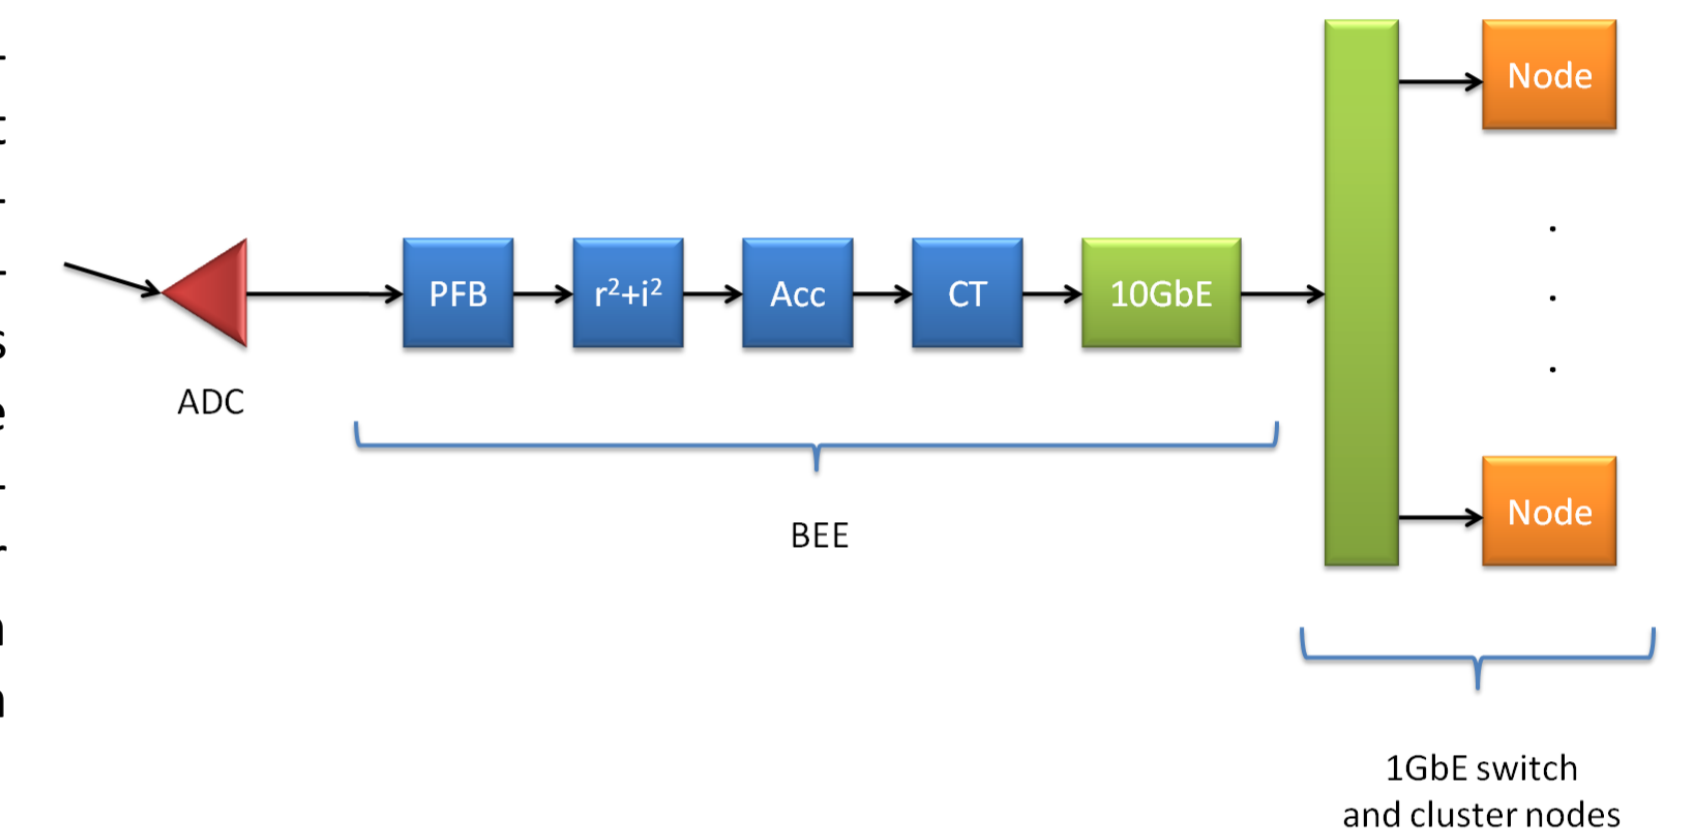 Node
PFB
r²+i²
Acc
CT
10GbE
ADC
BEE
Node
1GbE switch
and cluster nodes